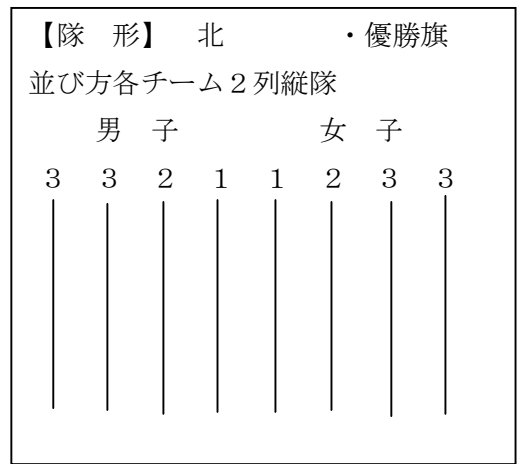 【隊　形】　北　　　　・優勝旗
並び方各チーム２列縦隊
男　子　　　　　女　子
３　３　２　１　１　２　３　３